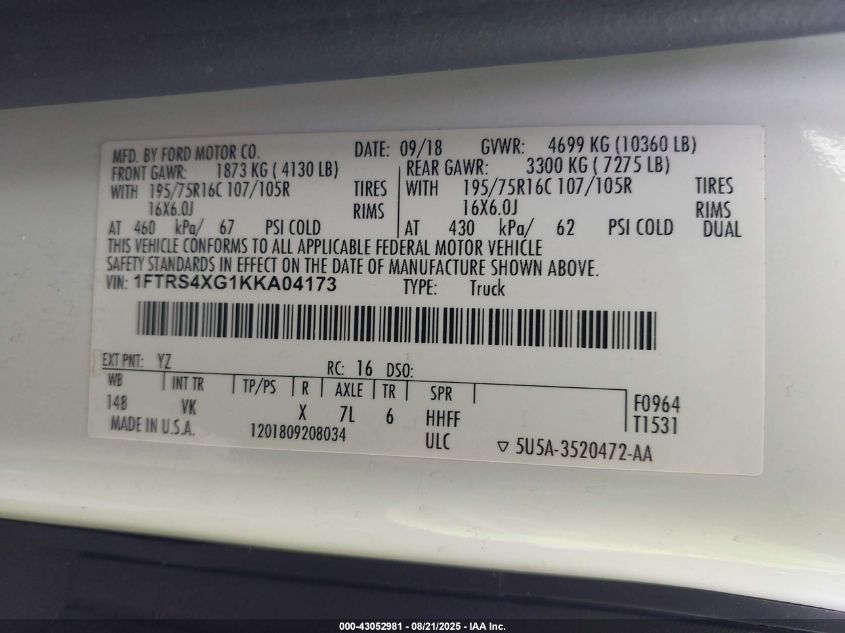 MFD. BY FORD MOTOR CO. DATE: 09/18 GVWR: 4699 KG (10360 LB)
FRONT GAWR: 1873 KG ( 4130 LB) REAR GAWR: 3300 KG ( 7275 LB)
WITH 195/75R16C 107/105R TIRES WITH 195/75R16C 107/105R TIRES
16X6.0J RIMS 16X6.0J RIMS
AT 460 kPa/ 67 PSI COLD AT 430 kPa/ 62 PSI COLD DUAL
THIS VEHICLE CONFORMS TO ALL APPLICABLE FEDERAL MOTOR VEHICLE
SAFETY STANDARDS IN EFFECT ON THE DATE OF MANUFACTURE SHOWN ABOVE.
VIN: 1FTRS4XG1KKA04173 TYPE: Truck
EXT PNT: YZ RC: 16 DSO:
WB INT TR TP/PS R AXLE TR SPR F0964
148 VK X 7L 6 HHFF T1531
MADE IN U.S.A. 1201809208034 ULC 5U5A-3520472-AA
000-43052981 - 08/21/2025 - IAA Inc.